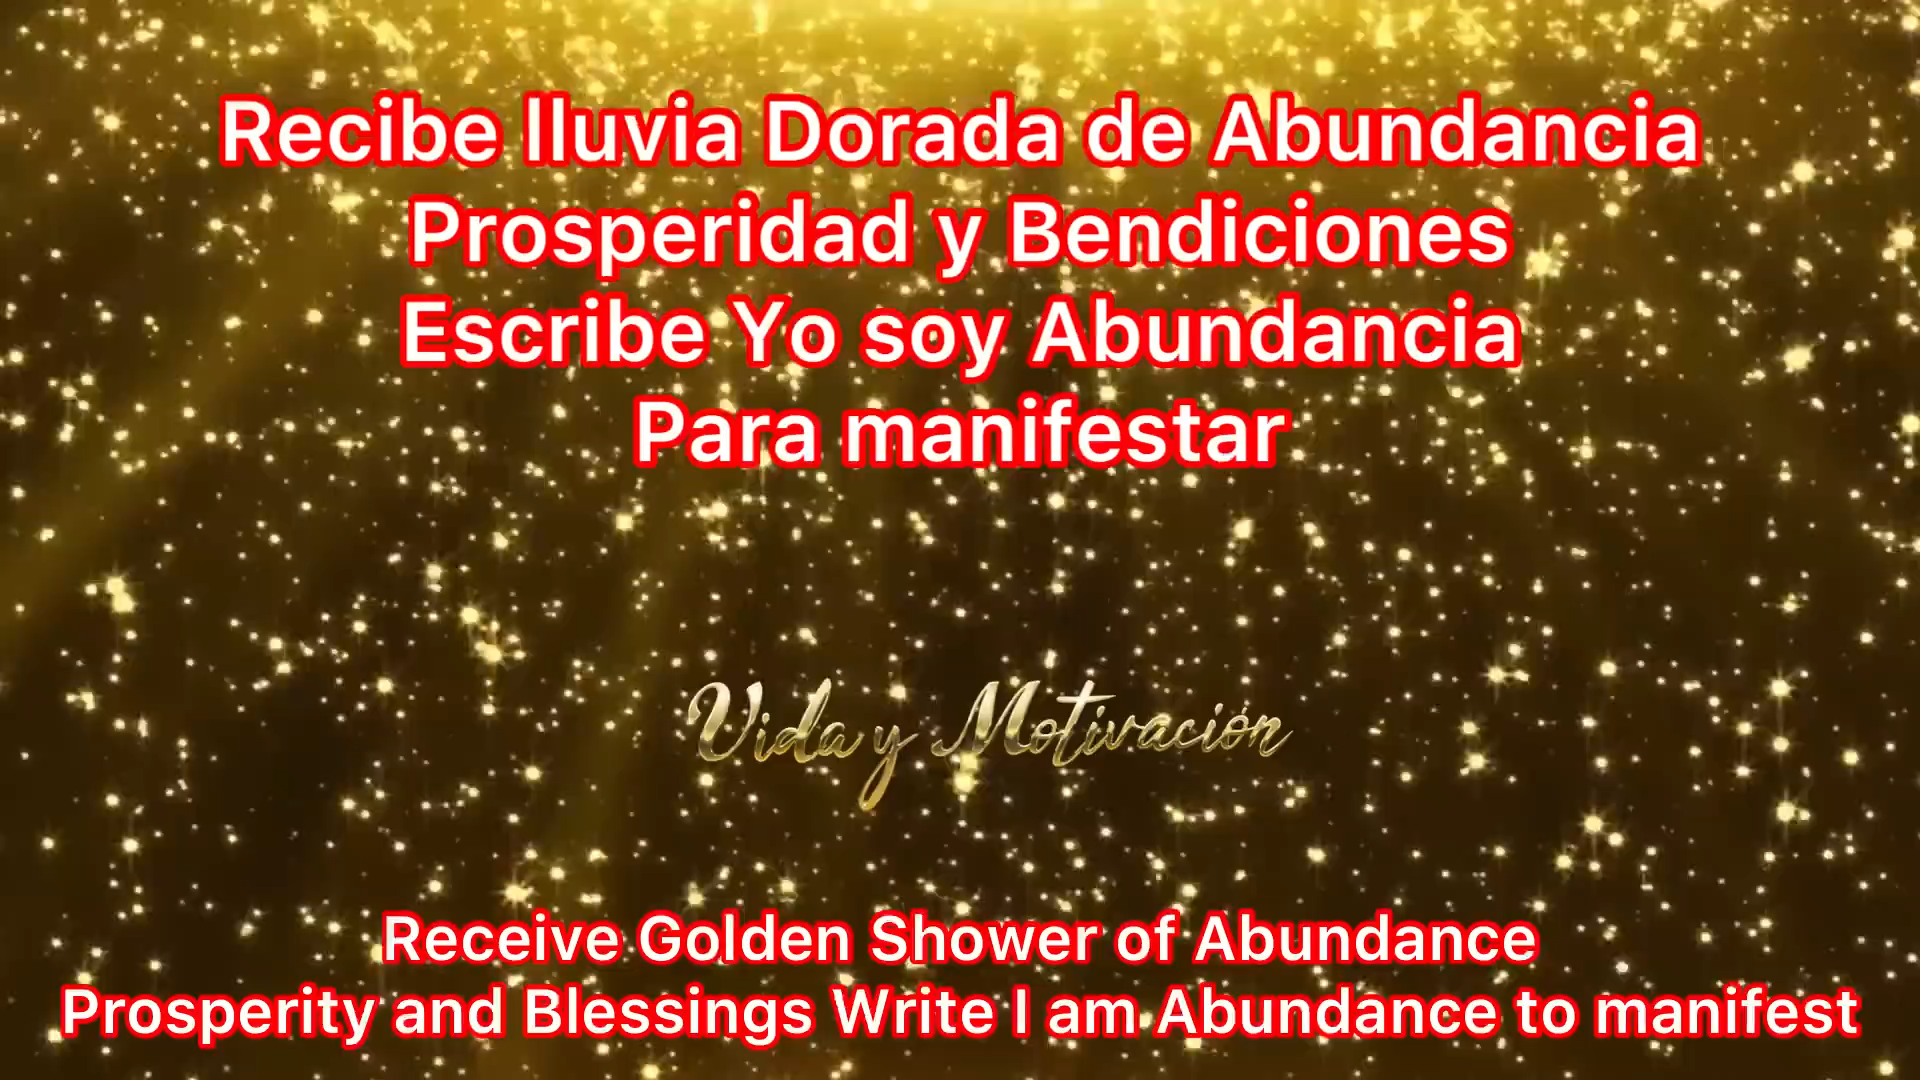 Recibe lluvia Dorada de Abundancia
Prosperidad y Bendiciones
Escribe Yo soy Abundancia
Para manifestar
Vida y Motivación
Receive Golden Shower of Abundance
Prosperity and Blessings Write I am Abundance to manifest